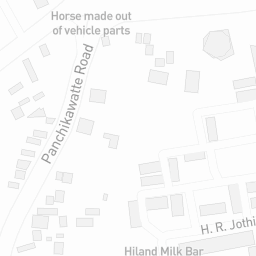 Horse made out
of vehicle parts
Panchikawatte Road
H. R. Jothi
Hiland Milk Bar